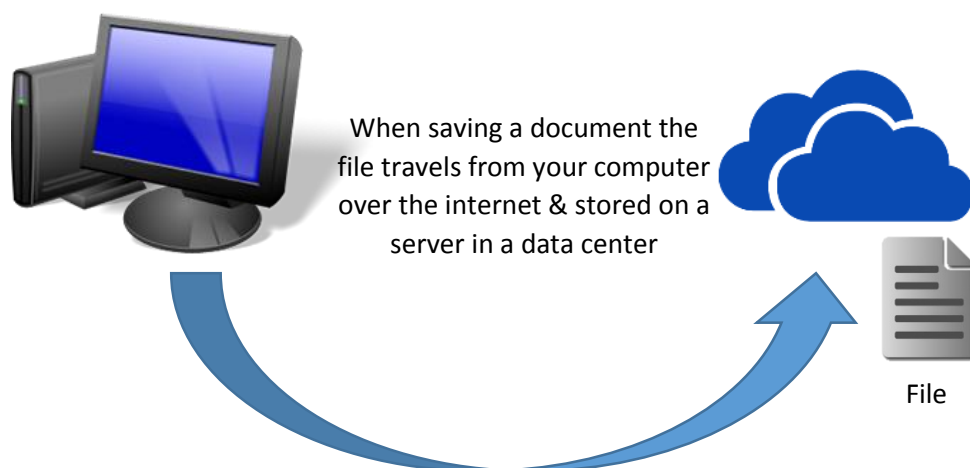 When saving a document the
file travels from your computer
over the internet & stored on a
server in a data center
File